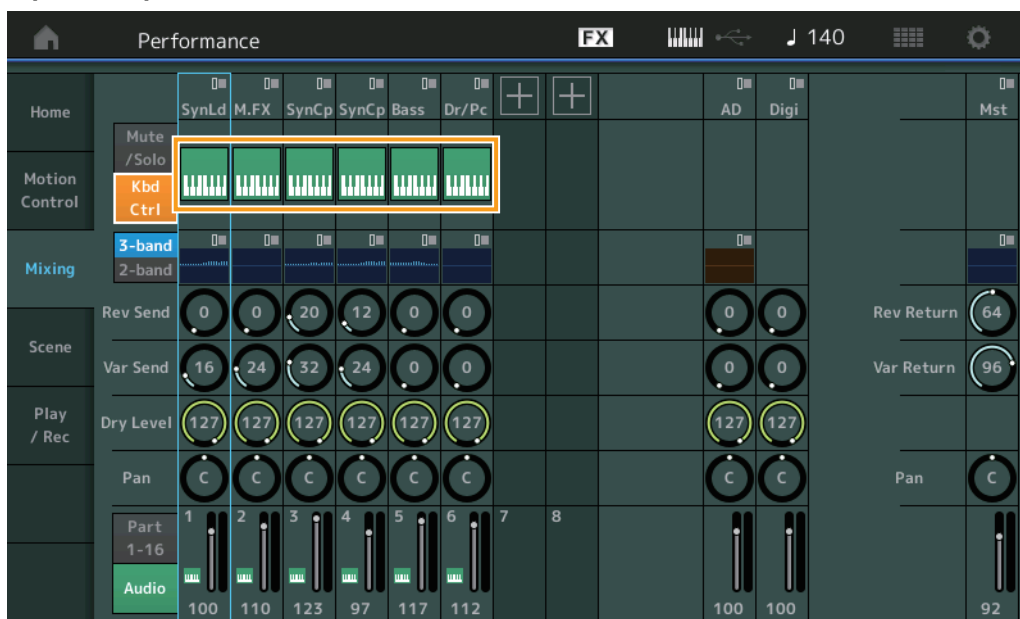 Performance FX 140
Home SynLd M.FX SynCp SynCp Bass Dr/Pc AD Digi Mst
Mute
/Solo
Motion
Control
Kbd
Ctrl
Mixing
3-band
2-band
Rev Send 0 0 20 12 0 0 0 0 Rev Return 64
Scene
Var Send 16 24 32 24 0 0 0 0 Var Return 96
Play
/ Rec
Dry Level 127 127 127 127 127 127 127 127
Pan C C C C C C C C Pan C
Part
1-16
1 2 3 4 5 6 7 8
Audio
100 110 123 97 117 112 100 100 92